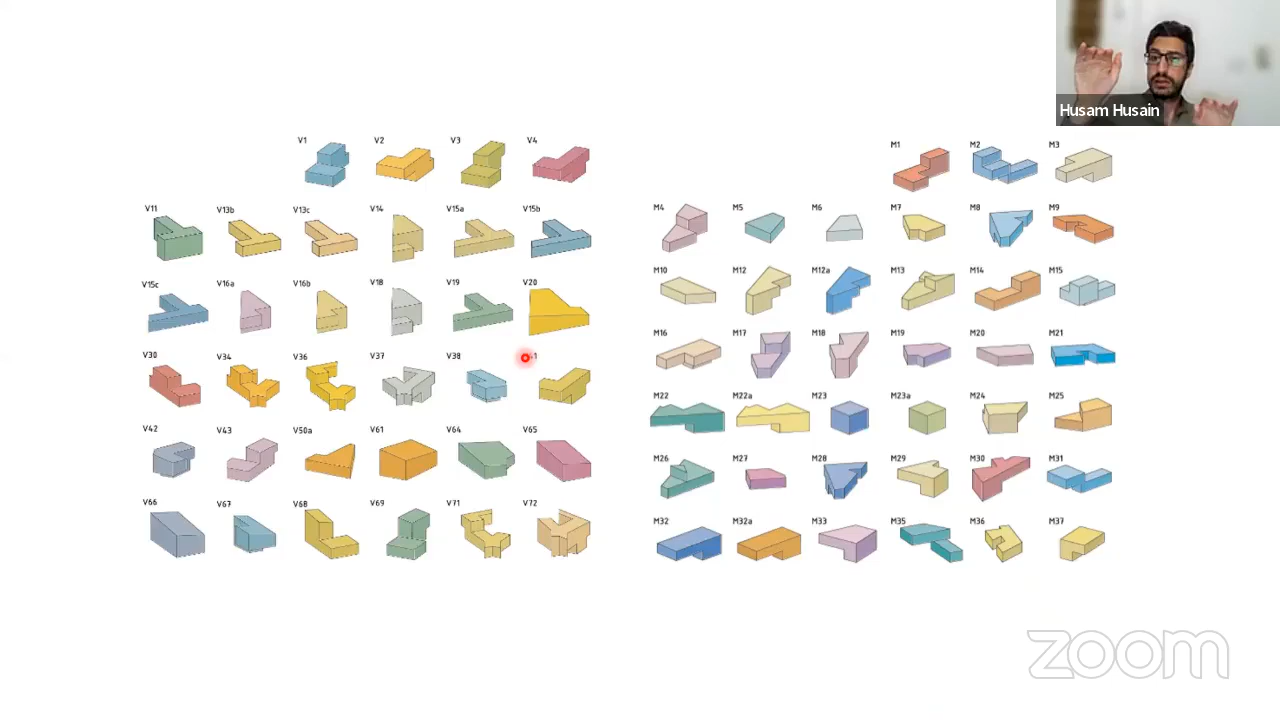 Husam Husain
V1 V2 V3 V4
V11 V13b V13c V14 V15a V15b
V15c V16a V16b V18 V19 V20
V30 V34 V36 V37 V38
V42 V43 V50a V61 V64 V65
V66 V67 V68 V69 V71 V72
M1 M2 M3
M4 M5 M6 M7 M8 M9
M10 M12 M12a M13 M14 M15
M16 M17 M18 M19 M20 M21
M22 M22a M23 M23a M24 M25
M26 M27 M28 M29 M30 M31
M32 M32a M33 M35 M36 M37
zoom